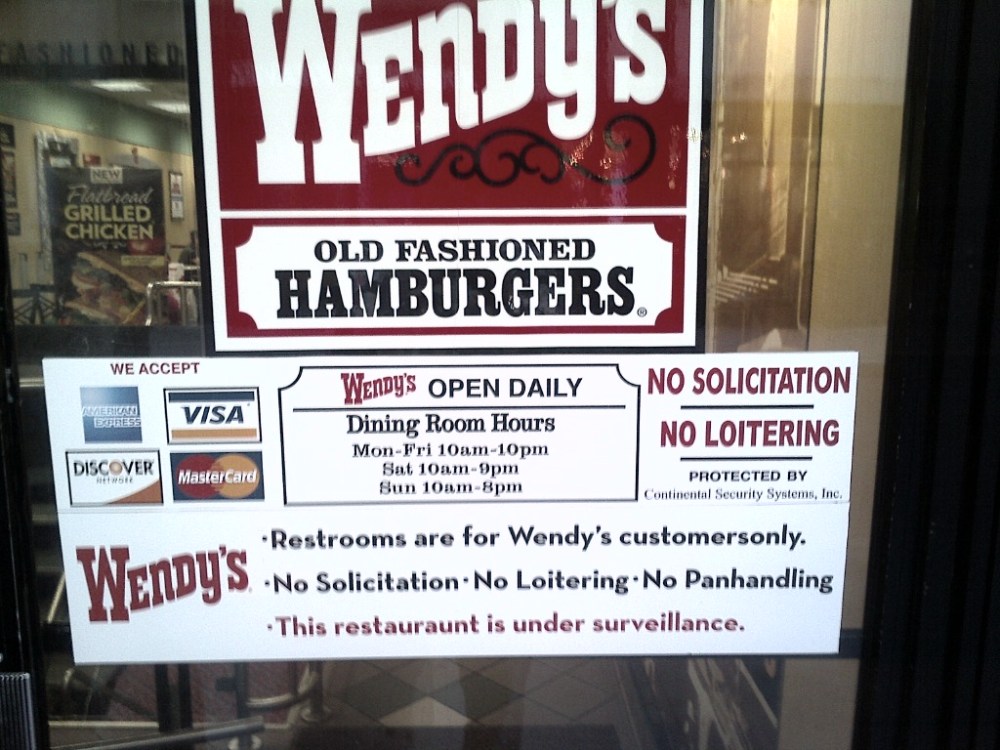 FASHIONED
WENDY'S
NEW
Flatbread
GRILLED
CHICKEN
OLD FASHIONED
HAMBURGERS®
WE ACCEPT
AMERICAN
EXPRESS
VISA
DISCOVER
NETWORK
MasterCard
WENDY'S OPEN DAILY
Dining Room Hours
Mon-Fri 10am-10pm
Sat 10am-9pm
Sun 10am-8pm
NO SOLICITATION
NO LOITERING
PROTECTED BY
Continental Security Systems, Inc.
WENDY'S
·Restrooms are for Wendy's customersonly.
·No Solicitation·No Loitering·No Panhandling
·This restauraunt is under surveillance.